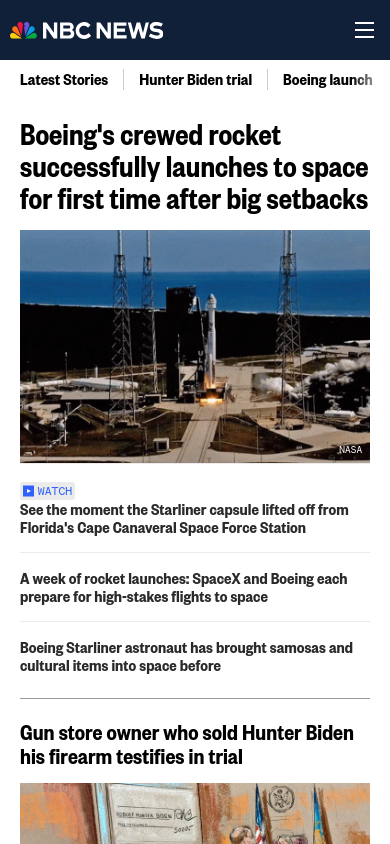 NBC NEWS
Latest Stories
Hunter Biden trial
Boeing launch
Boeing's crewed rocket
successfully launches to space
for first time after big setbacks
NASA
WATCH
See the moment the Starliner capsule lifted off from
Florida's Cape Canaveral Space Force Station
A week of rocket launches: SpaceX and Boeing each
prepare for high-stakes flights to space
Boeing Starliner astronaut has brought samosas and
cultural items into space before
Gun store owner who sold Hunter Biden
his firearm testifies in trial